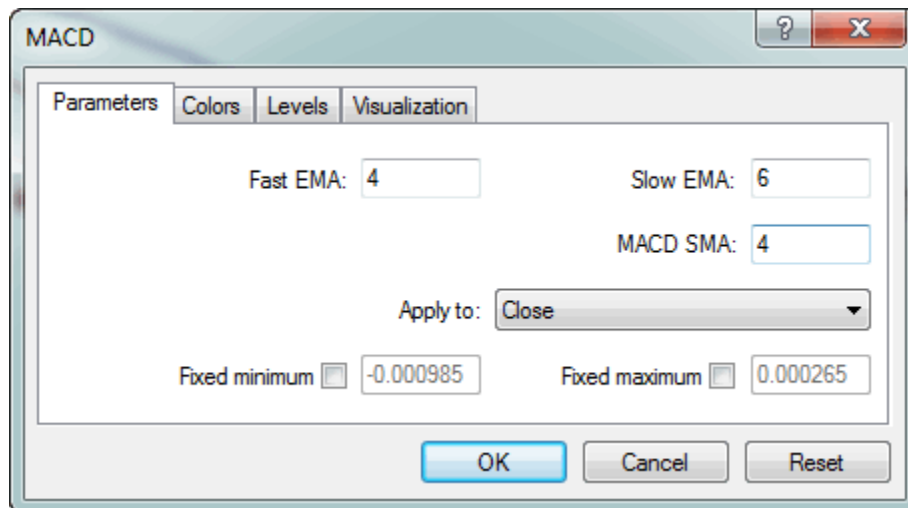 MACD
Parameters Colors Levels Visualization
Fast EMA: 4 Slow EMA: 6
MACD SMA: 4
Apply to: Close
Fixed minimum -0.000985 Fixed maximum 0.000265
OK Cancel Reset